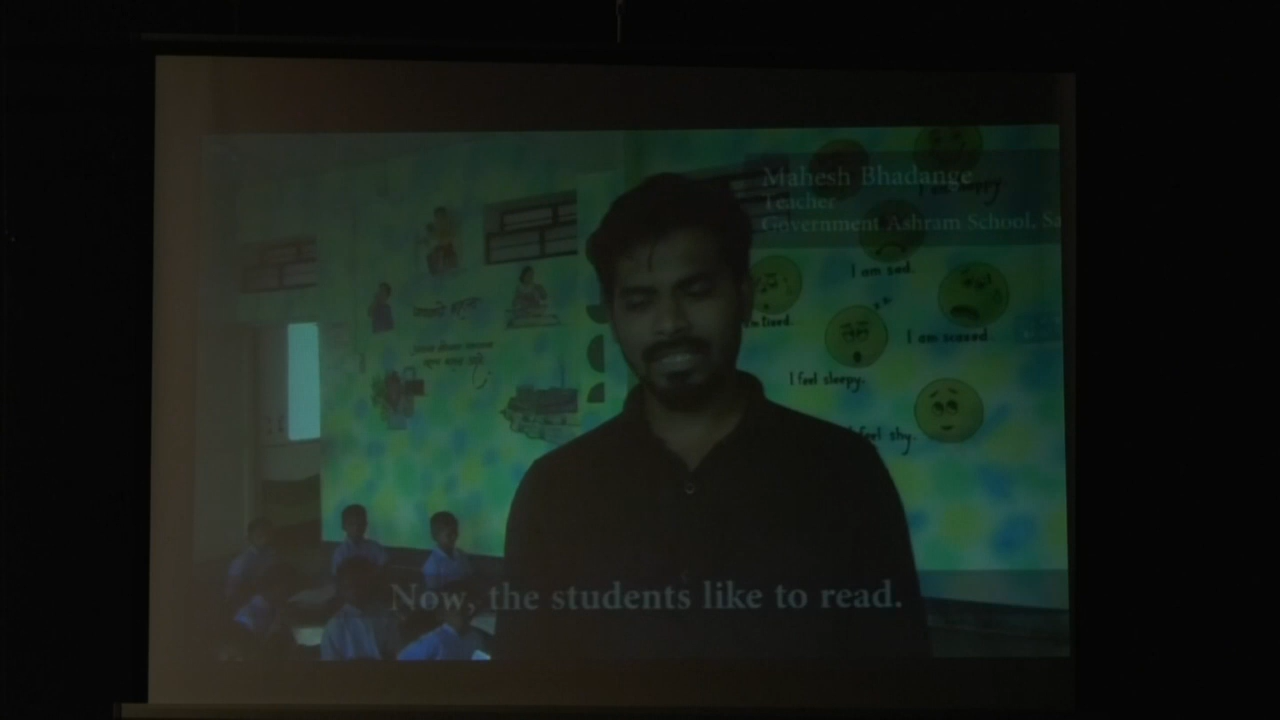 Mahesh Bhadange
Teacher
Government Ashram School, Sa
I am sad.
I am scared.
I feel sleepy.
feel shy.
Now, the students like to read.